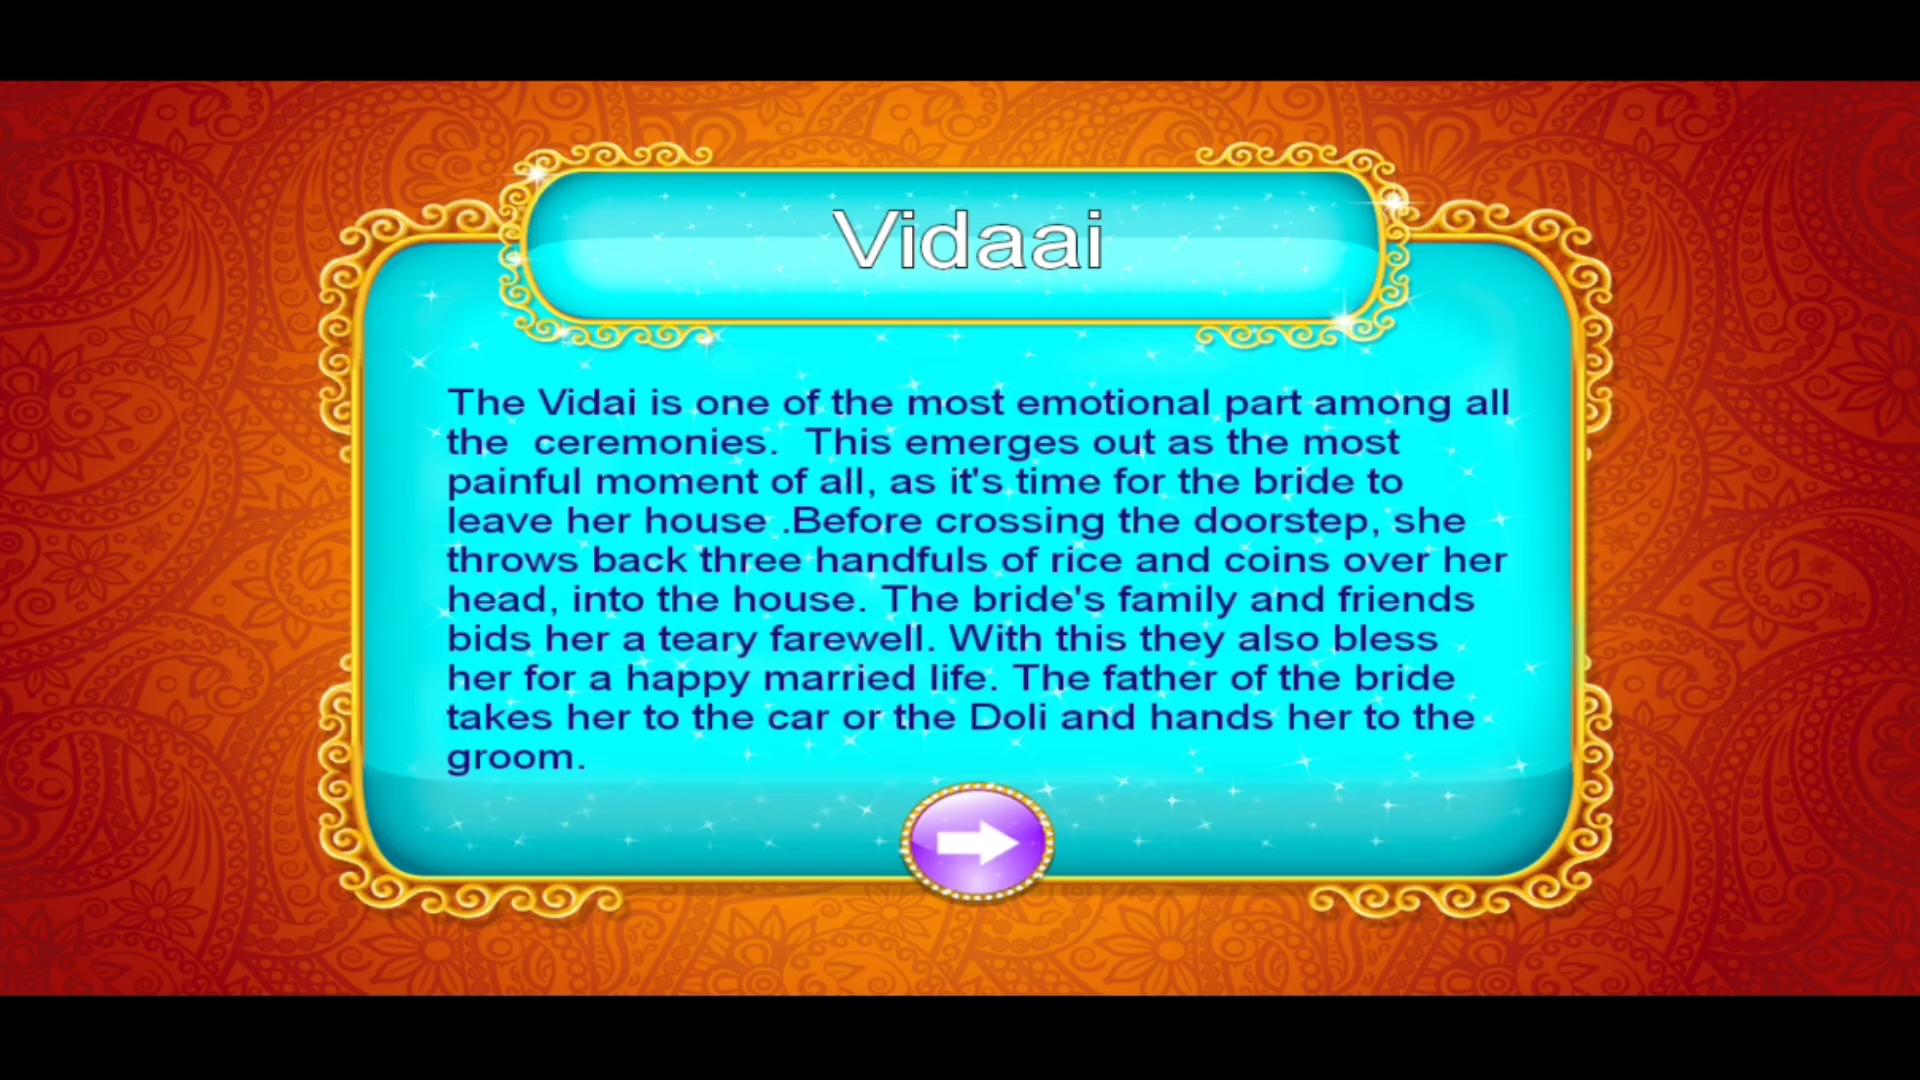 Vidaai
The Vidai is one of the most emotional part among all
the  ceremonies.  This emerges out as the most
painful moment of all, as it's time for the bride to
leave her house .Before crossing the doorstep, she
throws back three handfuls of rice and coins over her
head, into the house. The bride's family and friends
bids her a teary farewell. With this they also bless
her for a happy married life. The father of the bride
takes her to the car or the Doli and hands her to the
groom.